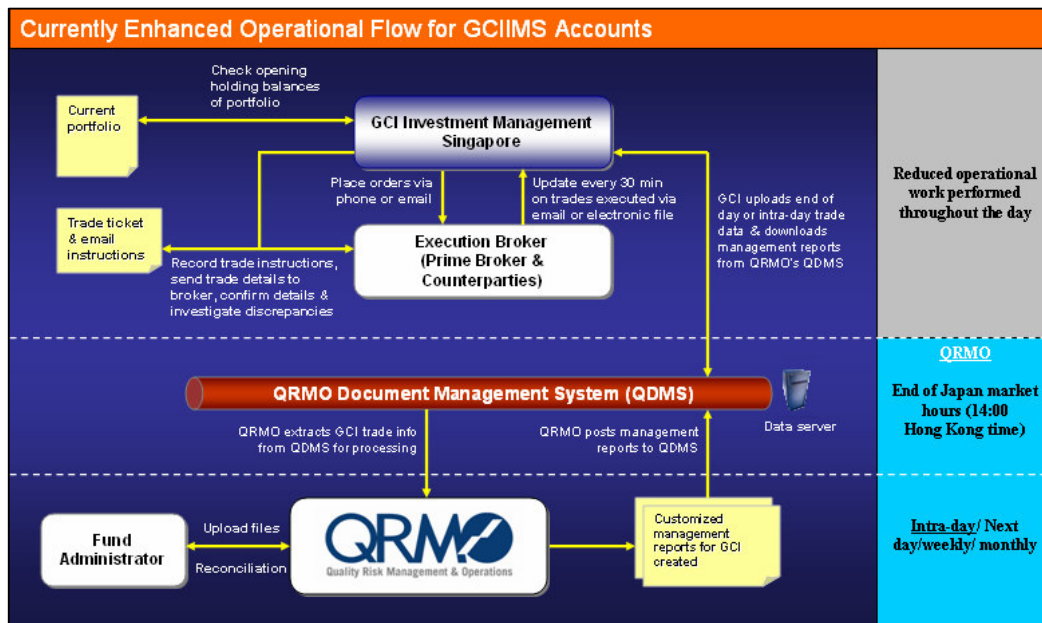 Currently Enhanced Operational Flow for GCIIMS Accounts
Check opening
holding balances
of portfolio
Current
portfolio
GCI Investment Management
Singapore
Reduced operational
work performed
throughout the day
Place orders via
phone or email
Update every 30 min
on trades executed via
email or electronic file
GCI uploads end of
day or intra-day trade
data & downloads
management reports
from QRMO's QDMS
Trade ticket
& email
instructions
Execution Broker
(Prime Broker &
Counterparties)
Record trade instructions,
send trade details to
broker, confirm details &
investigate discrepancies
QRMO
End of Japan market
hours (14:00
Hong Kong time)
QRMO Document Management System (QDMS)
Data server
QRMO extracts GCI trade info
from QDMS for processing
QRMO posts management
reports to QDMS
Fund
Administrator
Upload files
Reconciliation
QRMO
Quality Risk Management & Operations
Customized
management
reports for GCI
created
Intra-day/ Next
day/weekly/ monthly